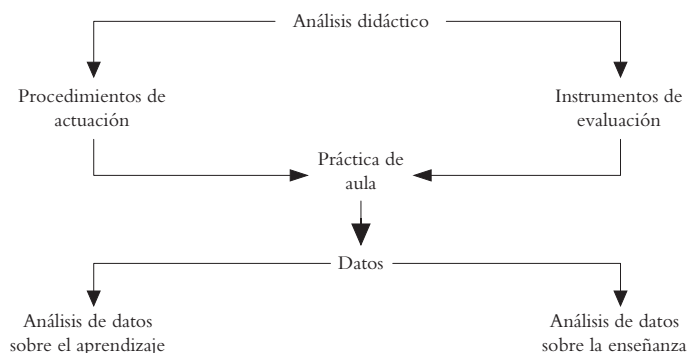 Análisis didáctico
Procedimientos de
actuación
Instrumentos de
evaluación
Práctica de
aula
Datos
Análisis de datos
sobre el aprendizaje
Análisis de datos
sobre la enseñanza